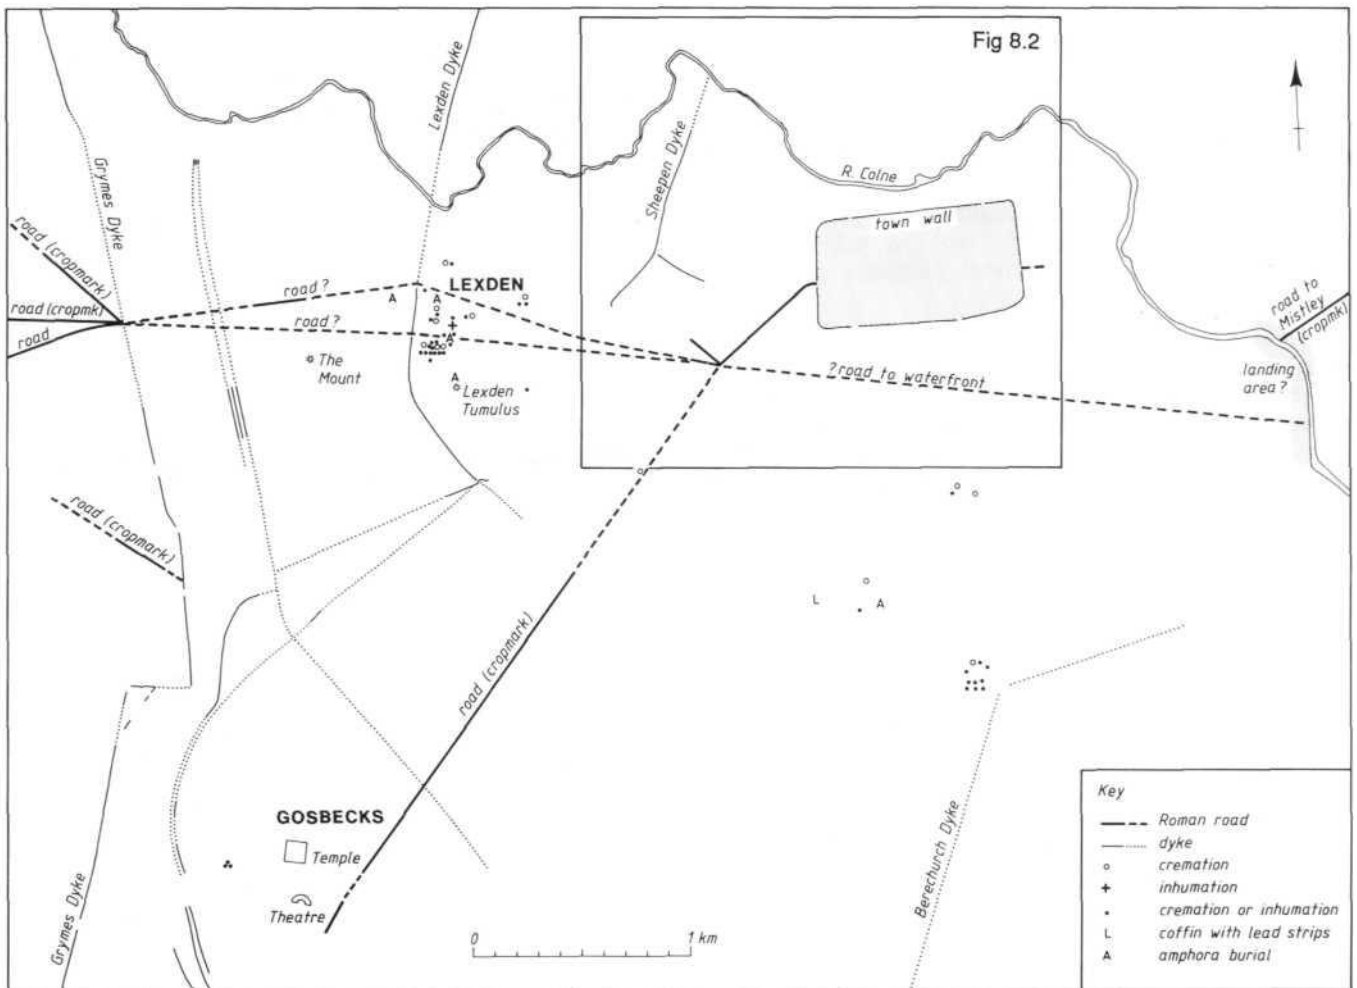 Fig 8.2
Lexden Dyke
Grymes Dyke
Sheepen Dyke
R. Colne
town wall
road (cropmark)
road (cropmk)
road
road ?
LEXDEN
road ?
A
A
A
A
The
Mount
Lexden
Tumulus
road to
Mistley
(cropmk)
landing
area ?
? road to waterfront
road (cropmark)
L
A
road (cropmark)
GOSBECKS
Temple
Theatre
Grymes Dyke
Berechurch Dyke
0
1 km
Key
Roman road
dyke
cremation
inhumation
cremation or inhumation
L coffin with lead strips
A amphora burial